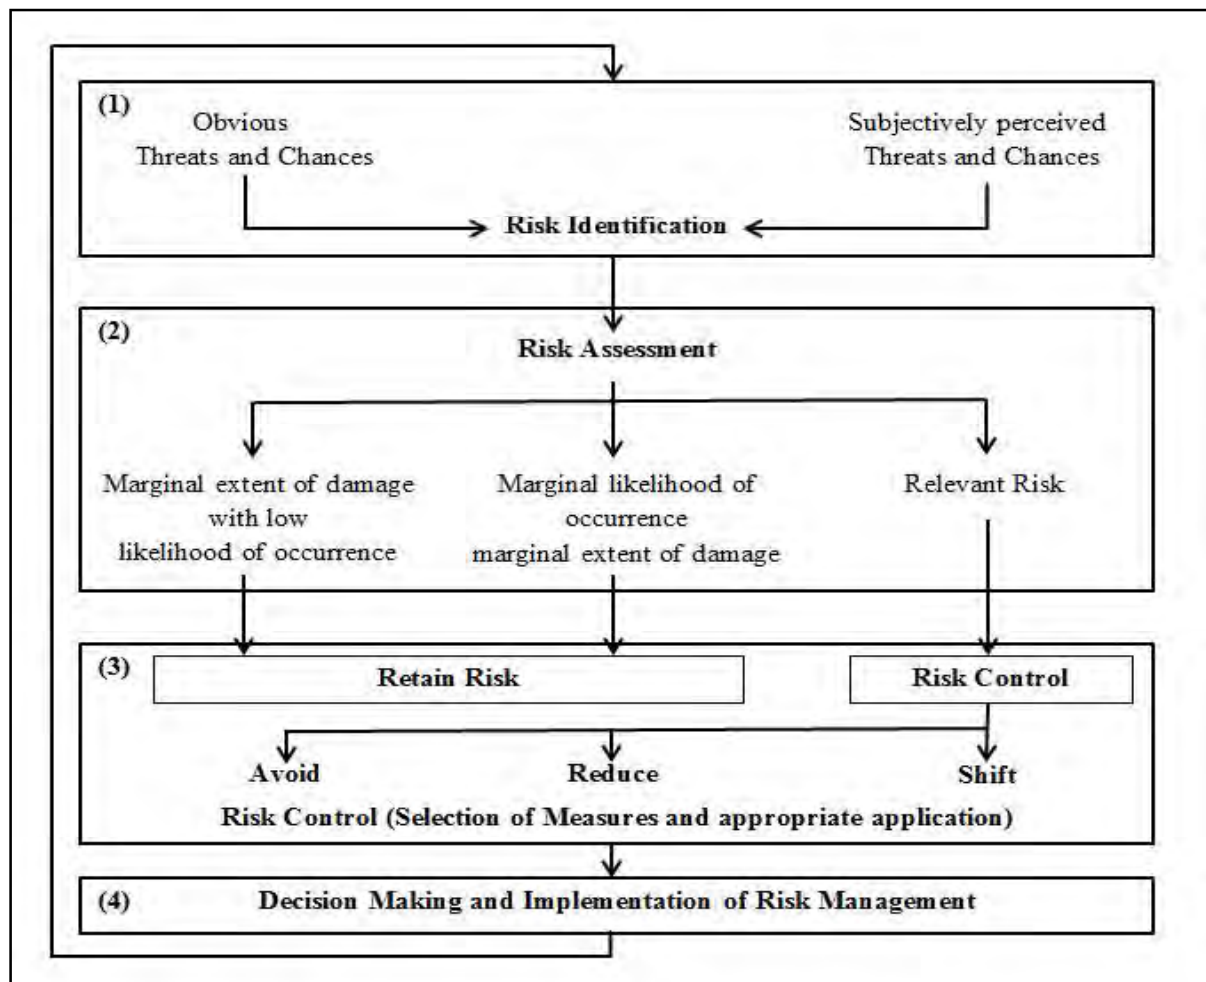 (1)
Obvious
Threats and Chances
Subjectively perceived
Threats and Chances
Risk Identification
(2)
Risk Assessment
Marginal extent of damage
with low
likelihood of occurrence
Marginal likelihood of
occurrence
marginal extent of damage
Relevant Risk
(3)
Retain Risk
Risk Control
Avoid
Reduce
Shift
Risk Control (Selection of Measures and appropriate application)
(4)
Decision Making and Implementation of Risk Management